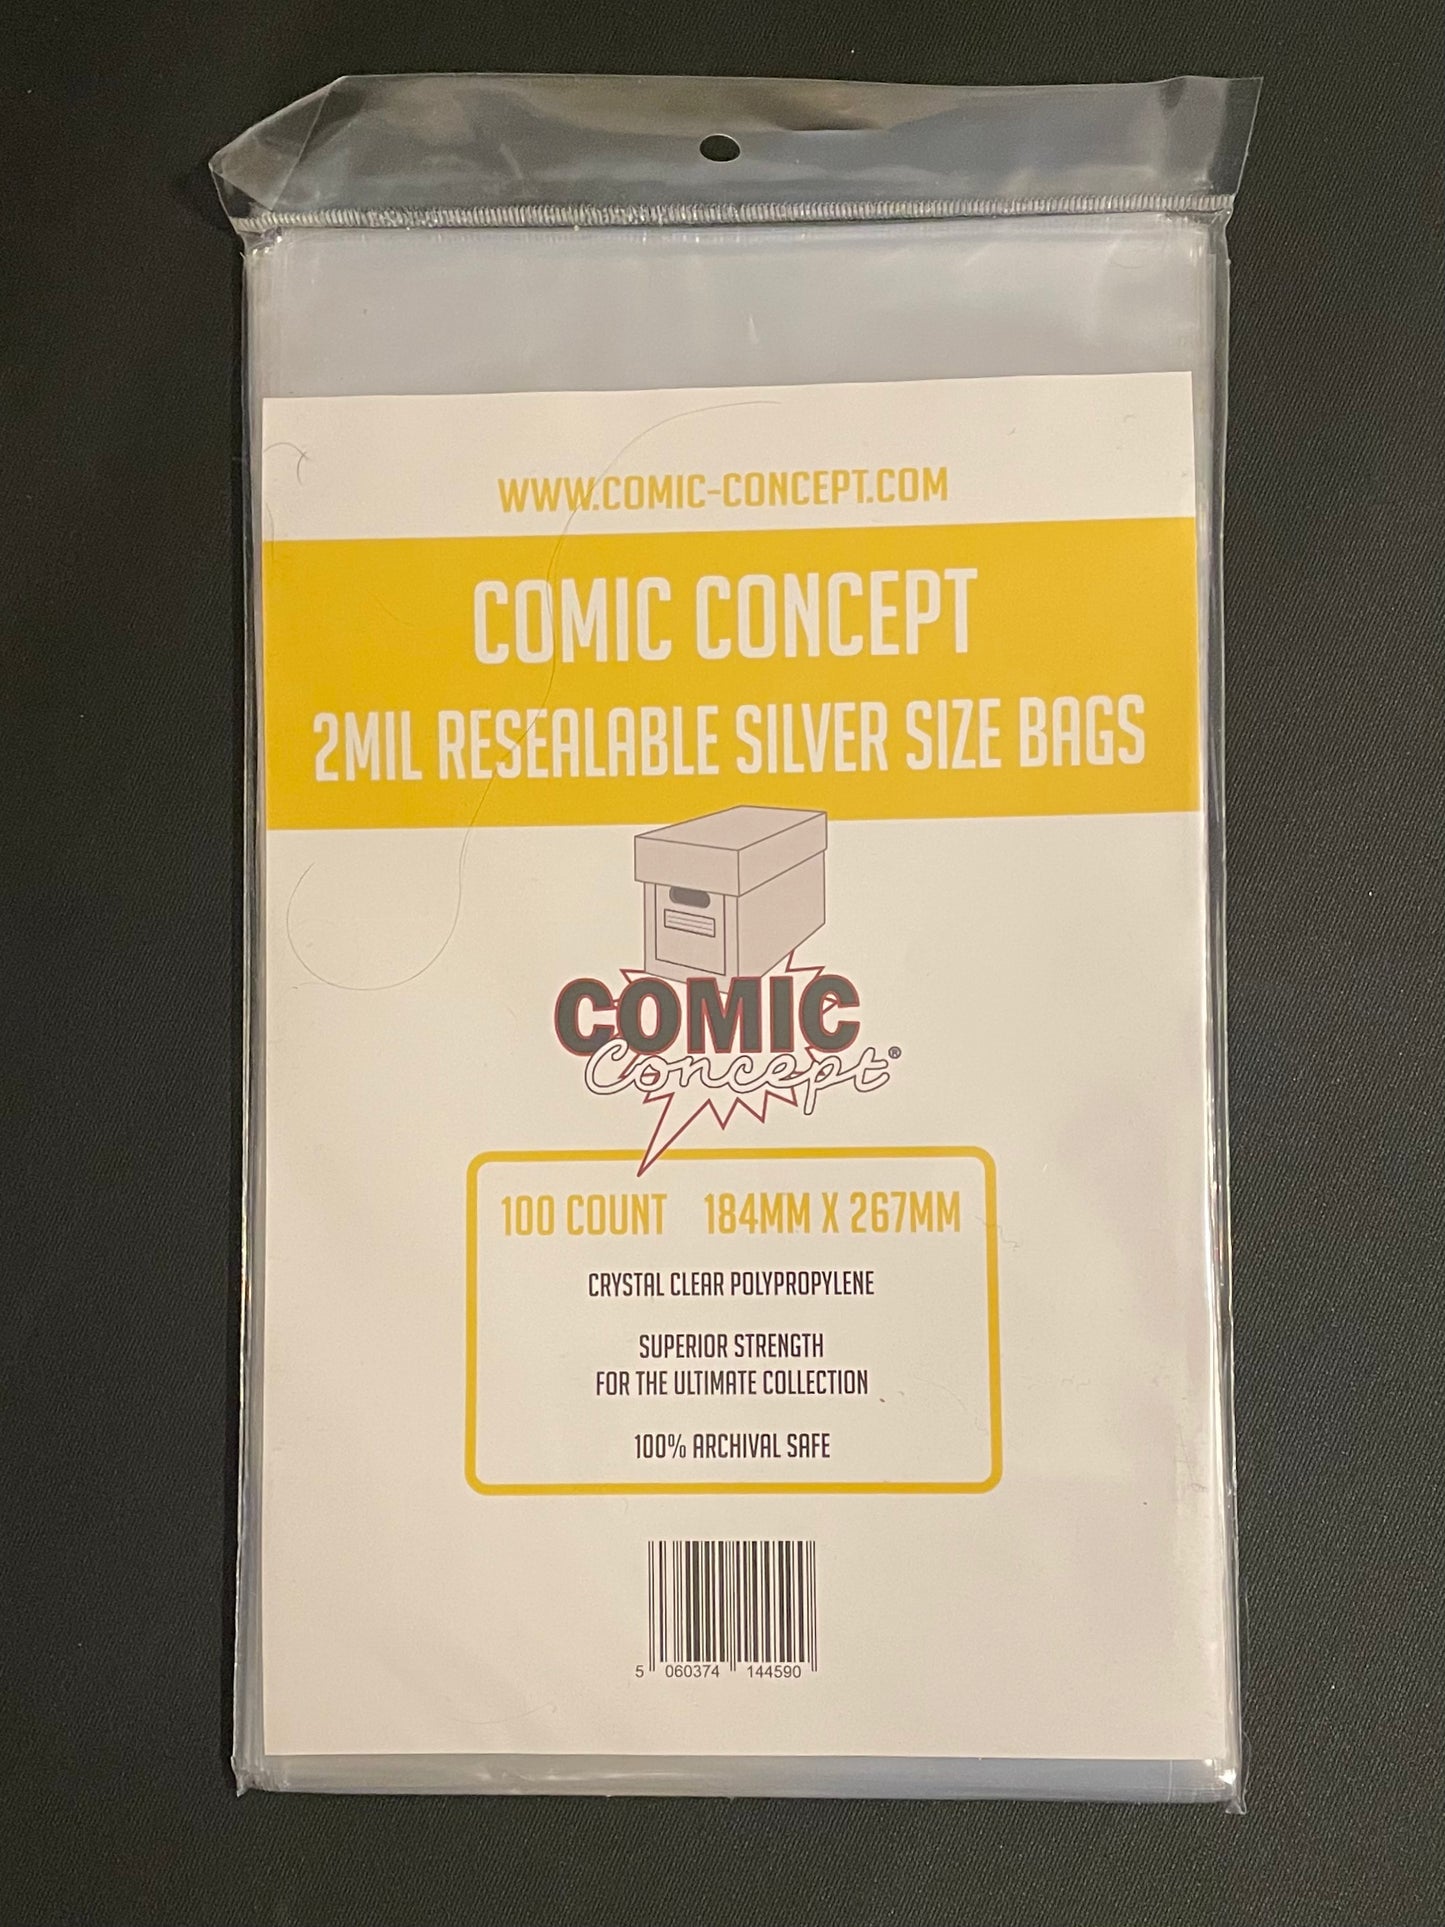 WWW.COMIC-CONCEPT.COM
COMIC CONCEPT
2MIL RESEALABLE SILVER SIZE BAGS
COMIC
Concept®
100 COUNT 184MM X 267MM
CRYSTAL CLEAR POLYPROPYLENE
SUPERIOR STRENGTH
FOR THE ULTIMATE COLLECTION
100% ARCHIVAL SAFE
5 060374 144590